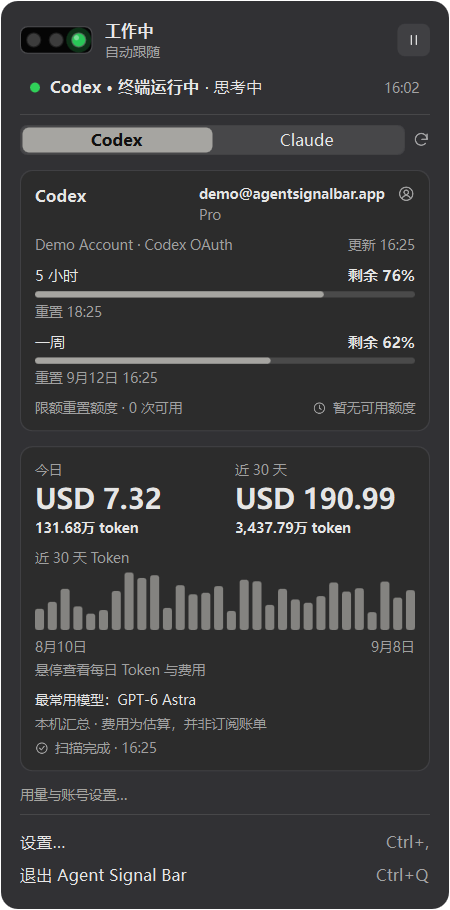 工作中
自动跟随
Codex • 终端运行中 · 思考中 16:02
Codex Claude
Codex demo@agentsignalbar.app
Pro
Demo Account · Codex OAuth 更新 16:25
5 小时 剩余 76%
重置 18:25
一周 剩余 62%
重置 9月12日 16:25
限额重置额度 · 0 次可用 暂无可用额度
今日 近 30 天
USD 7.32 USD 190.99
131.68万 token 3,437.79万 token
近 30 天 Token
8月10日 9月8日
悬停查看每日 Token 与费用
最常用模型：GPT-6 Astra
本机汇总 · 费用为估算，并非订阅账单
扫描完成 · 16:25
用量与账号设置...
设置... Ctrl+,
退出 Agent Signal Bar Ctrl+Q